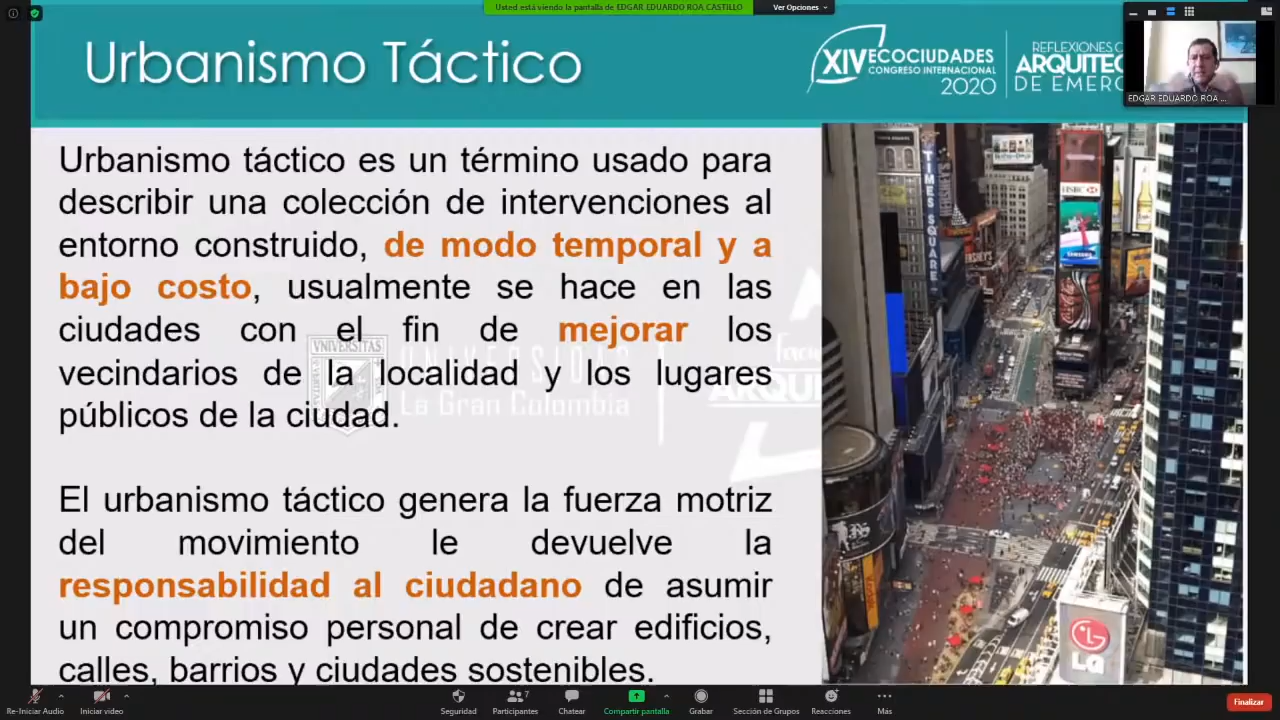 Usted está viendo la pantalla de EDGAR EDUARDO ROA CASTILLO
Ver Opciones
Urbanismo Táctico
XIV ECOCIUDADES
CONGRESO INTERNACIONAL
2020
REFLEXIONES
ARQUITEC
DE EMERG
EDGAR EDUARDO ROA ...
Urbanismo táctico es un término usado para
describir una colección de intervenciones al
entorno construido, de modo temporal y a
bajo costo, usualmente se hace en las
ciudades con el fin de mejorar los
vecindarios de la localidad y los lugares
públicos de la ciudad.
El urbanismo táctico genera la fuerza motriz
del movimiento le devuelve la
responsabilidad al ciudadano de asumir
un compromiso personal de crear edificios,
calles, barrios y ciudades sostenibles.
VNIVERSITAS
La Gran Colombia
TIMES SQUARE
HERSHEY'S
HSBC
SAMSUNG
LG
Re-Iniciar Audio
Iniciar video
Seguridad
7
Participantes
Chatear
Compartir pantalla
Grabar
Sección de Grupos
Reacciones
Más
Finalizar